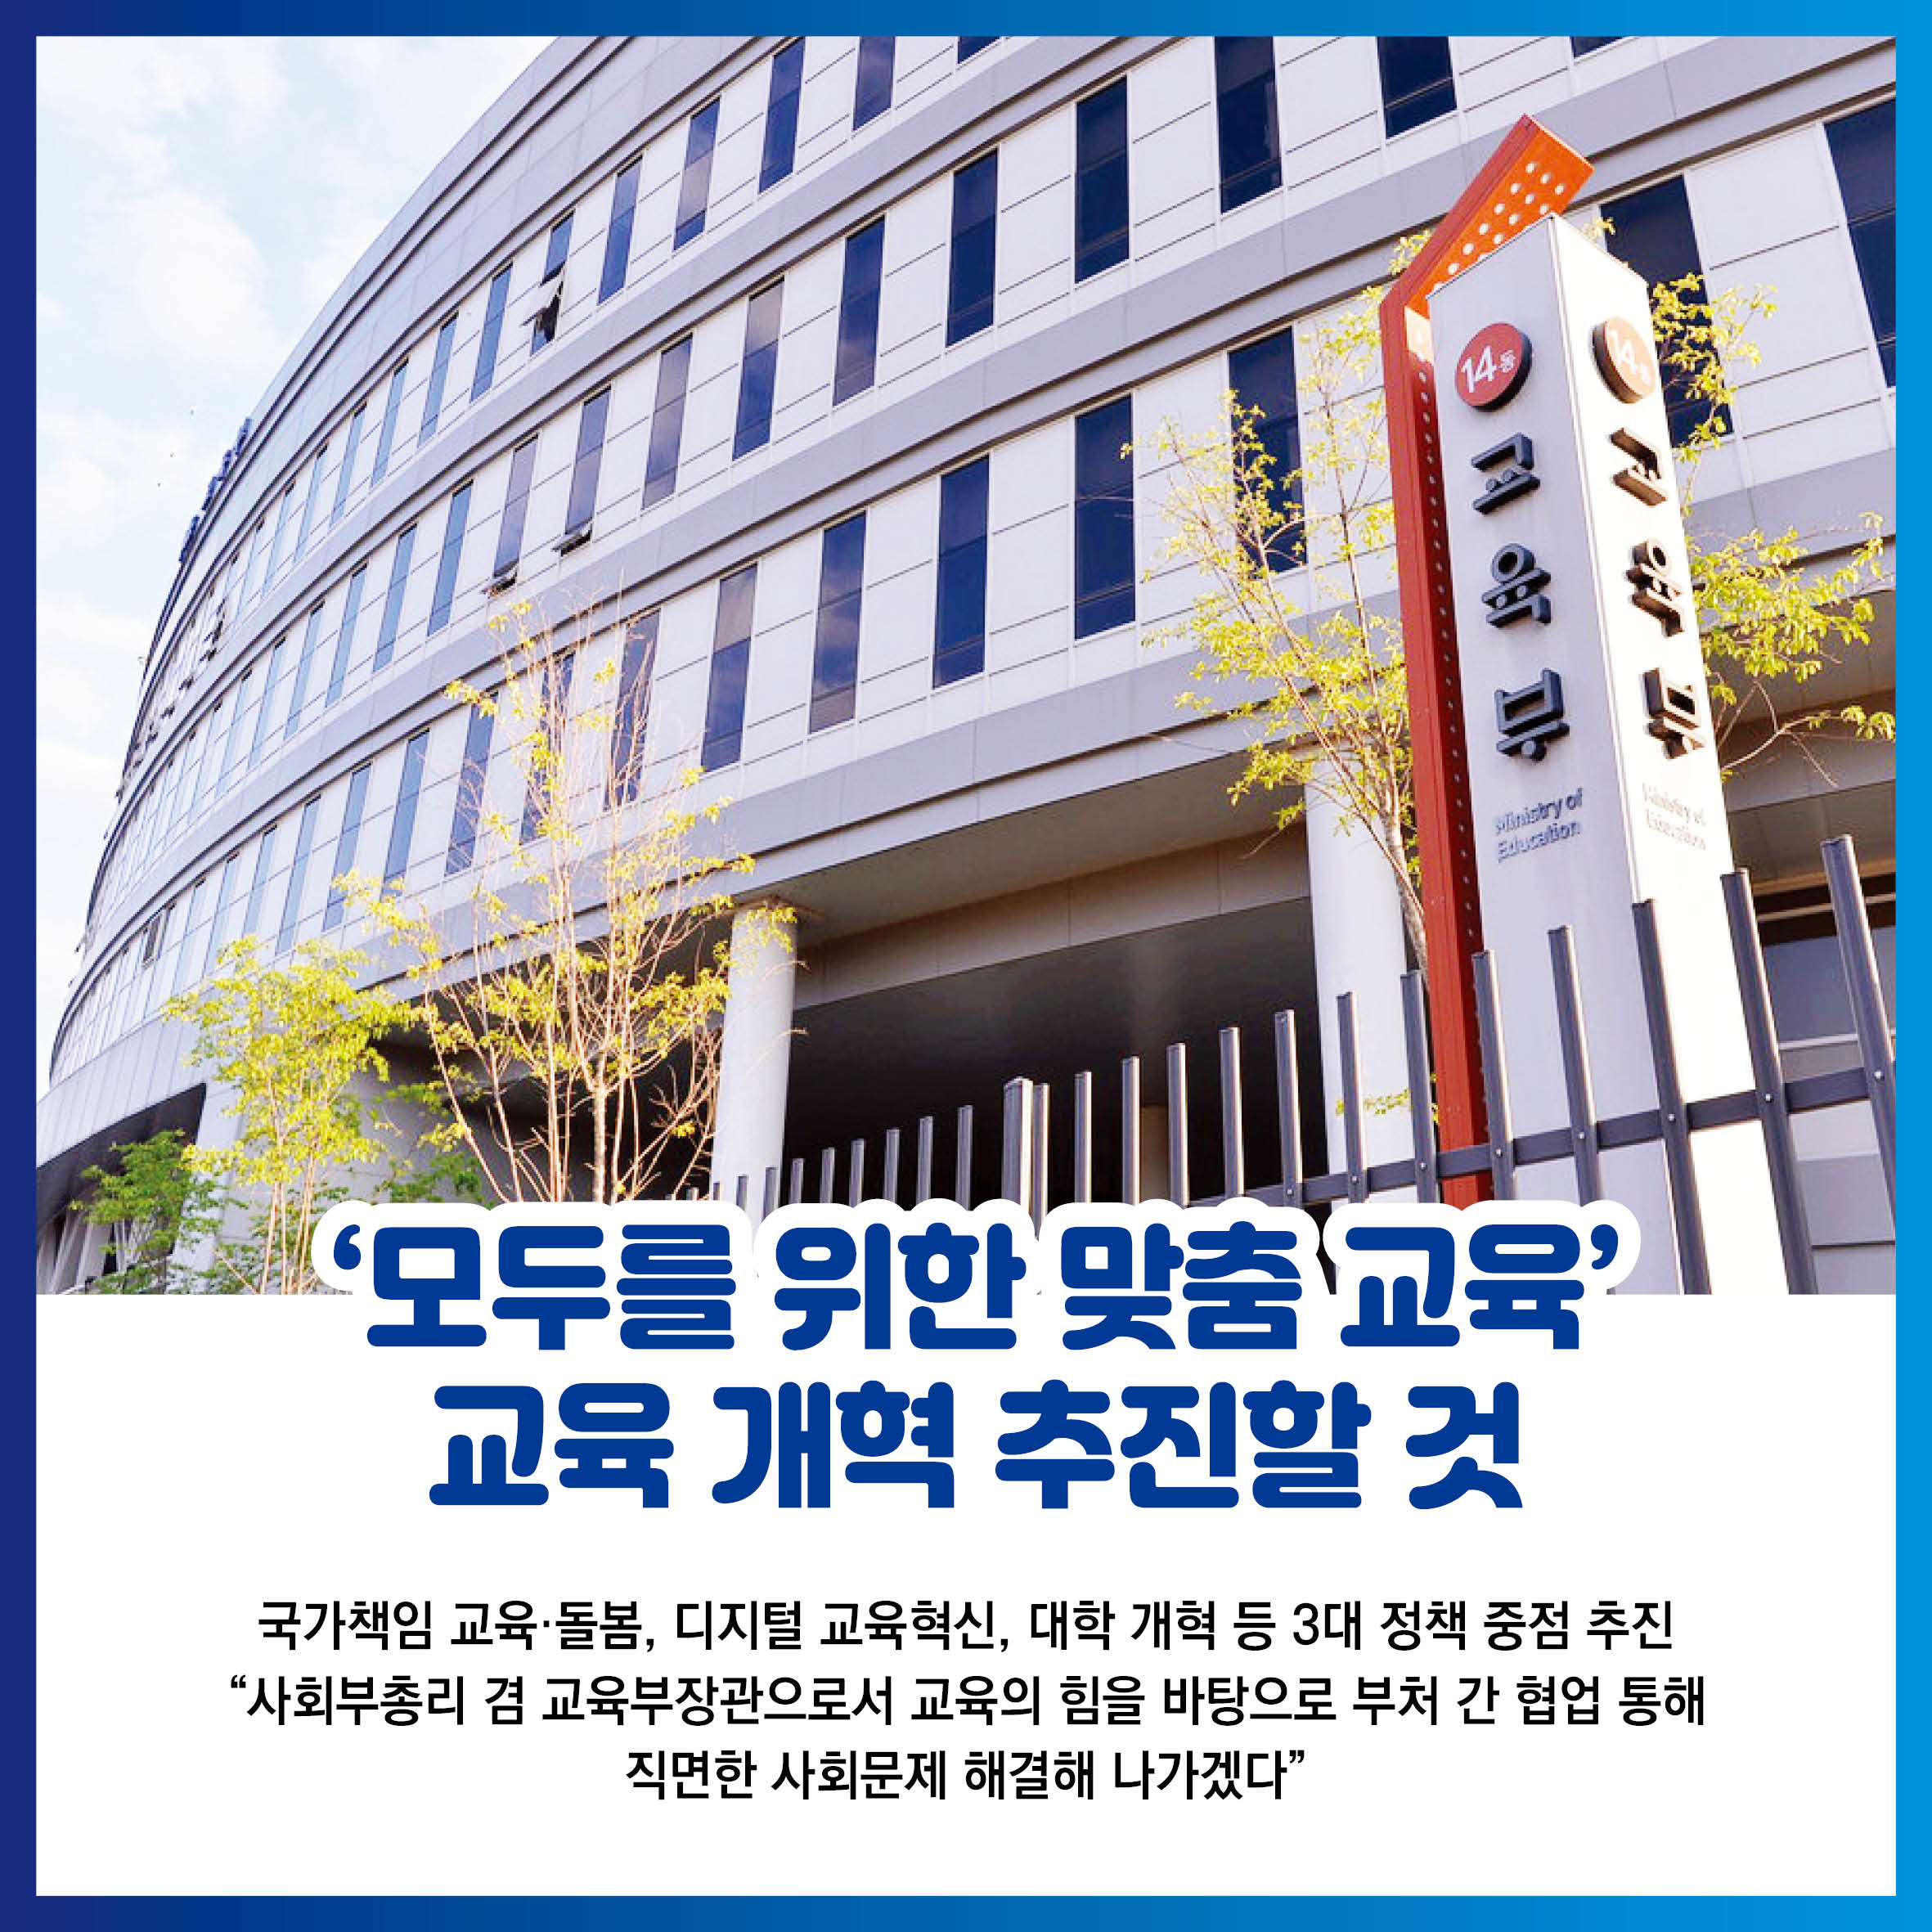 14동
교육부
Ministry of
Education
14동
교육부
Ministry of
Education
‘모두를 위한 맞춤 교육’
교육 개혁 추진할 것
국가책임 교육·돌봄, 디지털 교육혁신, 대학 개혁 등 3대 정책 중점 추진
“사회부총리 겸 교육부장관으로서 교육의 힘을 바탕으로 부처 간 협업 통해
직면한 사회문제 해결해 나가겠다”